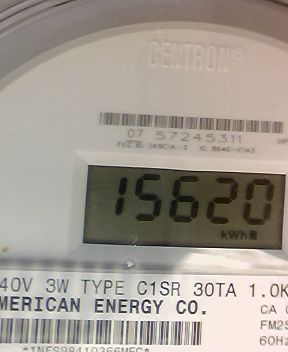 CENTRON®
07 57245311
15620
kWh
40V 3W TYPE C1SR 30TA 1.0K
MERICAN ENERGY CO.
CA
FM2S
60Hz